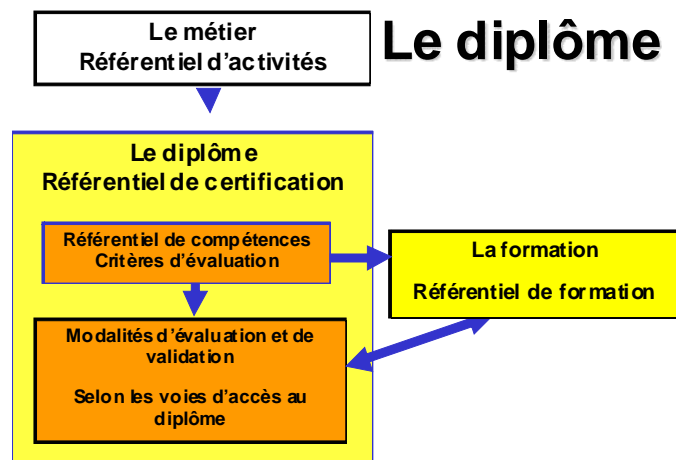 Le diplôme
Le métier
Référentiel d'activités
Le diplôme
Référentiel de certification
Référentiel de compétences
Critères d'évaluation
La formation
Référentiel de formation
Modalités d'évaluation et de
validation
Selon les voies d'accès au
diplôme